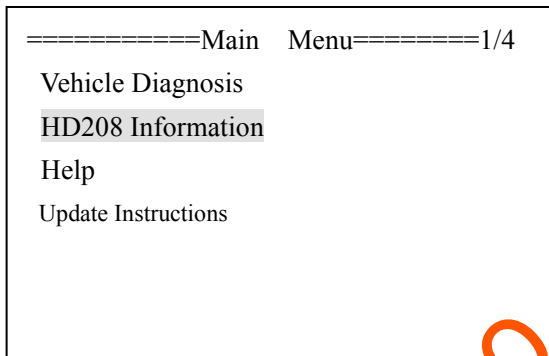 ===========Main Menu========1/4
Vehicle Diagnosis
HD208 Information
Help
Update Instructions